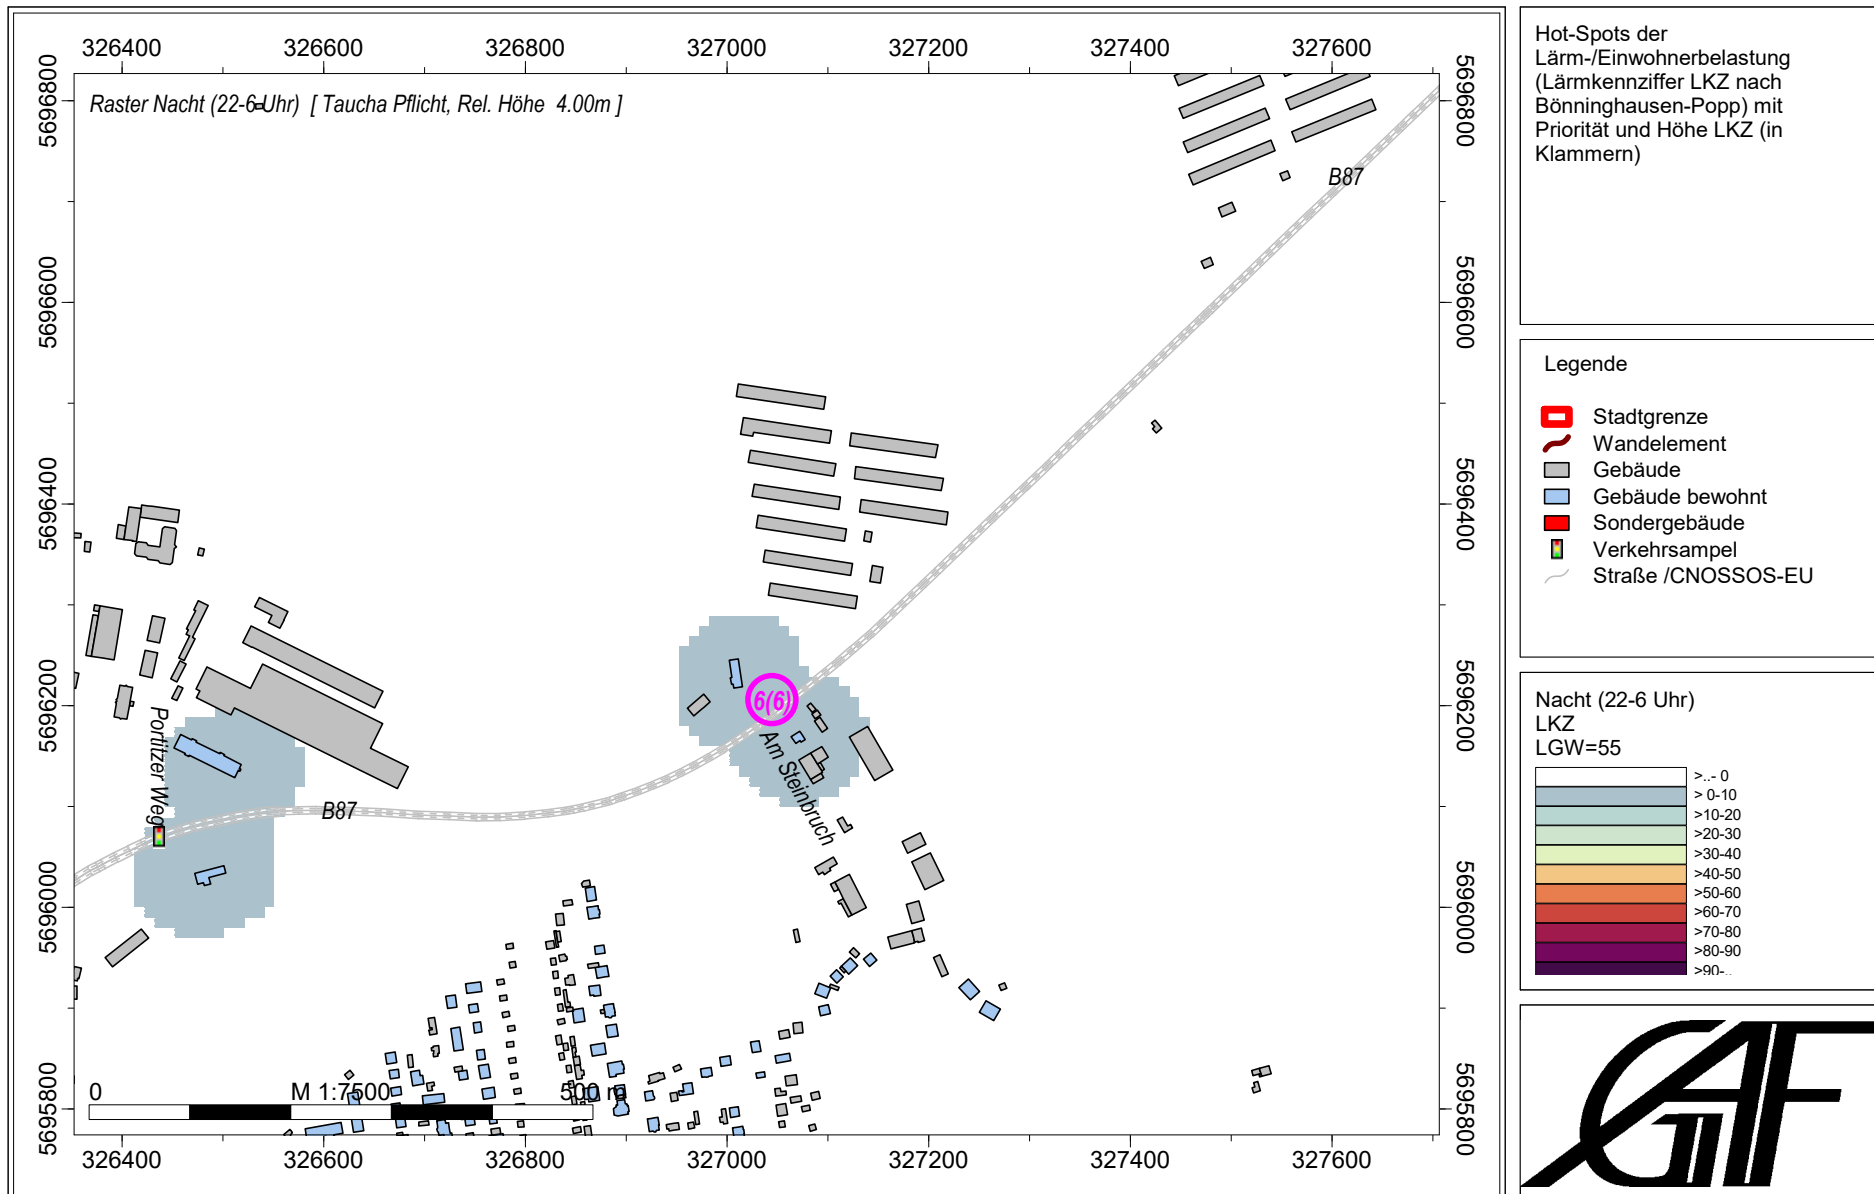 326400 326600 326800 327000 327200 327400 327600
5696800 5696600 5696400 5696200 5696000 5695800
Raster Nacht (22-6 Uhr) [ Taucha Pflicht, Rel. Höhe 4.00m ]
B87
6(6)
Am Steinbruch
Portitzer Weg
B87
0 M 1:7500 500 m
5696800 5696600 5696400 5696200 5696000 5695800
326400 326600 326800 327000 327200 327400 327600
Hot-Spots der
Lärm-/Einwohnerbelastung
(Lärmkennziffer LKZ nach
Bönninghausen-Popp) mit
Priorität und Höhe LKZ (in
Klammern)
Legende
Stadtgrenze
Wandelement
Gebäude
Gebäude bewohnt
Sondergebäude
Verkehrsampel
Straße /CNOSSOS-EU
Nacht (22-6 Uhr)
LKZ
LGW=55
>..- 0
> 0-10
>10-20
>20-30
>30-40
>40-50
>50-60
>60-70
>70-80
>80-90
>90-..
GAF